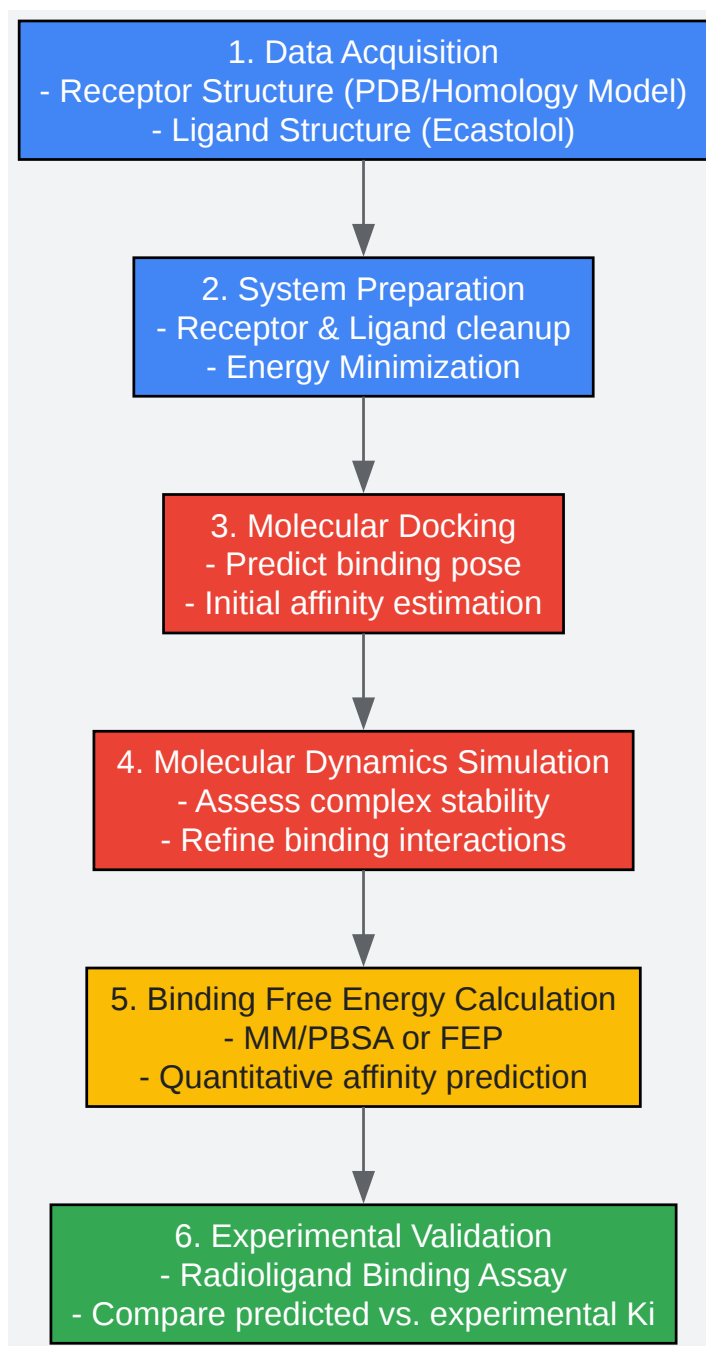 1. Data Acquisition
- Receptor Structure (PDB/Homology Model)
- Ligand Structure (Ecastolol)
2. System Preparation
- Receptor & Ligand cleanup
- Energy Minimization
3. Molecular Docking
- Predict binding pose
- Initial affinity estimation
4. Molecular Dynamics Simulation
- Assess complex stability
- Refine binding interactions
5. Binding Free Energy Calculation
- MM/PBSA or FEP
- Quantitative affinity prediction
6. Experimental Validation
- Radioligand Binding Assay
- Compare predicted vs. experimental Ki